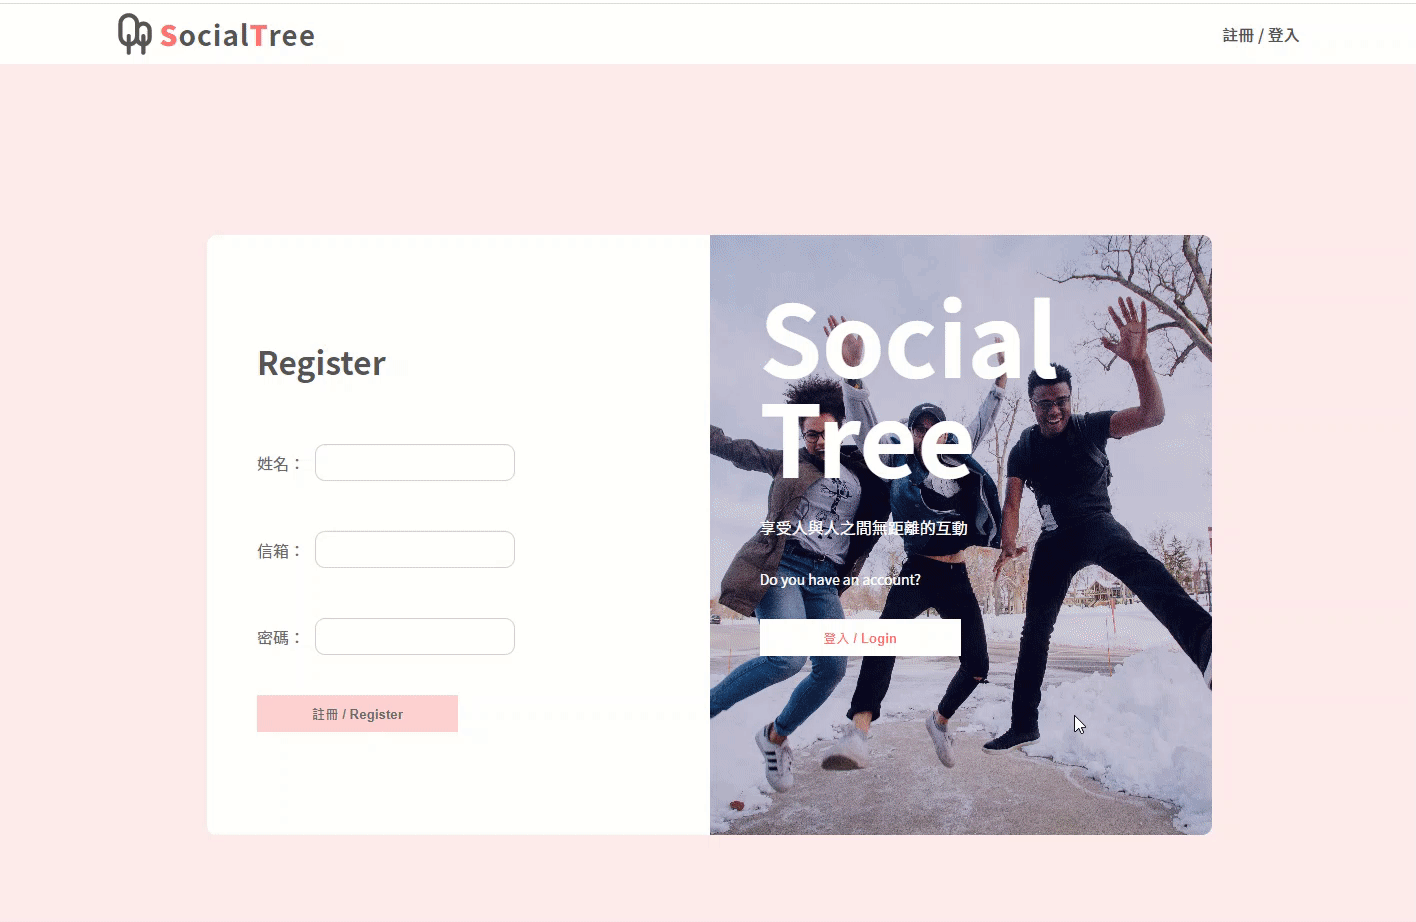 SocialTree
註冊 / 登入
Register
姓名：
信箱：
密碼：
註冊 / Register
Social
Tree
享受人與人之間無距離的互動
Do you have an account?
登入 / Login